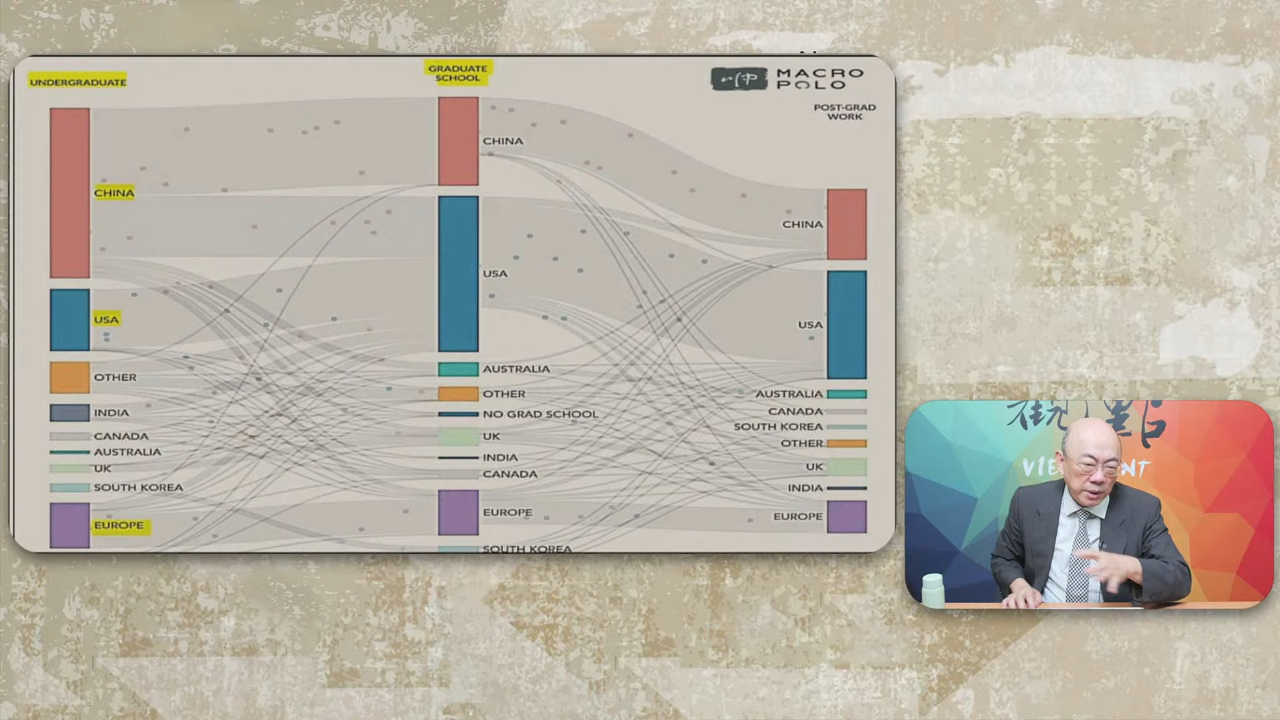 UNDERGRADUATE
GRADUATE
SCHOOL
MACRO
POLO
POST-GRAD
WORK
CHINA
USA
OTHER
INDIA
CANADA
AUSTRALIA
UK
SOUTH KOREA
EUROPE
CHINA
USA
AUSTRALIA
OTHER
NO GRAD SCHOOL
UK
INDIA
CANADA
EUROPE
SOUTH KOREA
CHINA
USA
AUSTRALIA
CANADA
SOUTH KOREA
OTHER
UK
INDIA
EUROPE
觀點